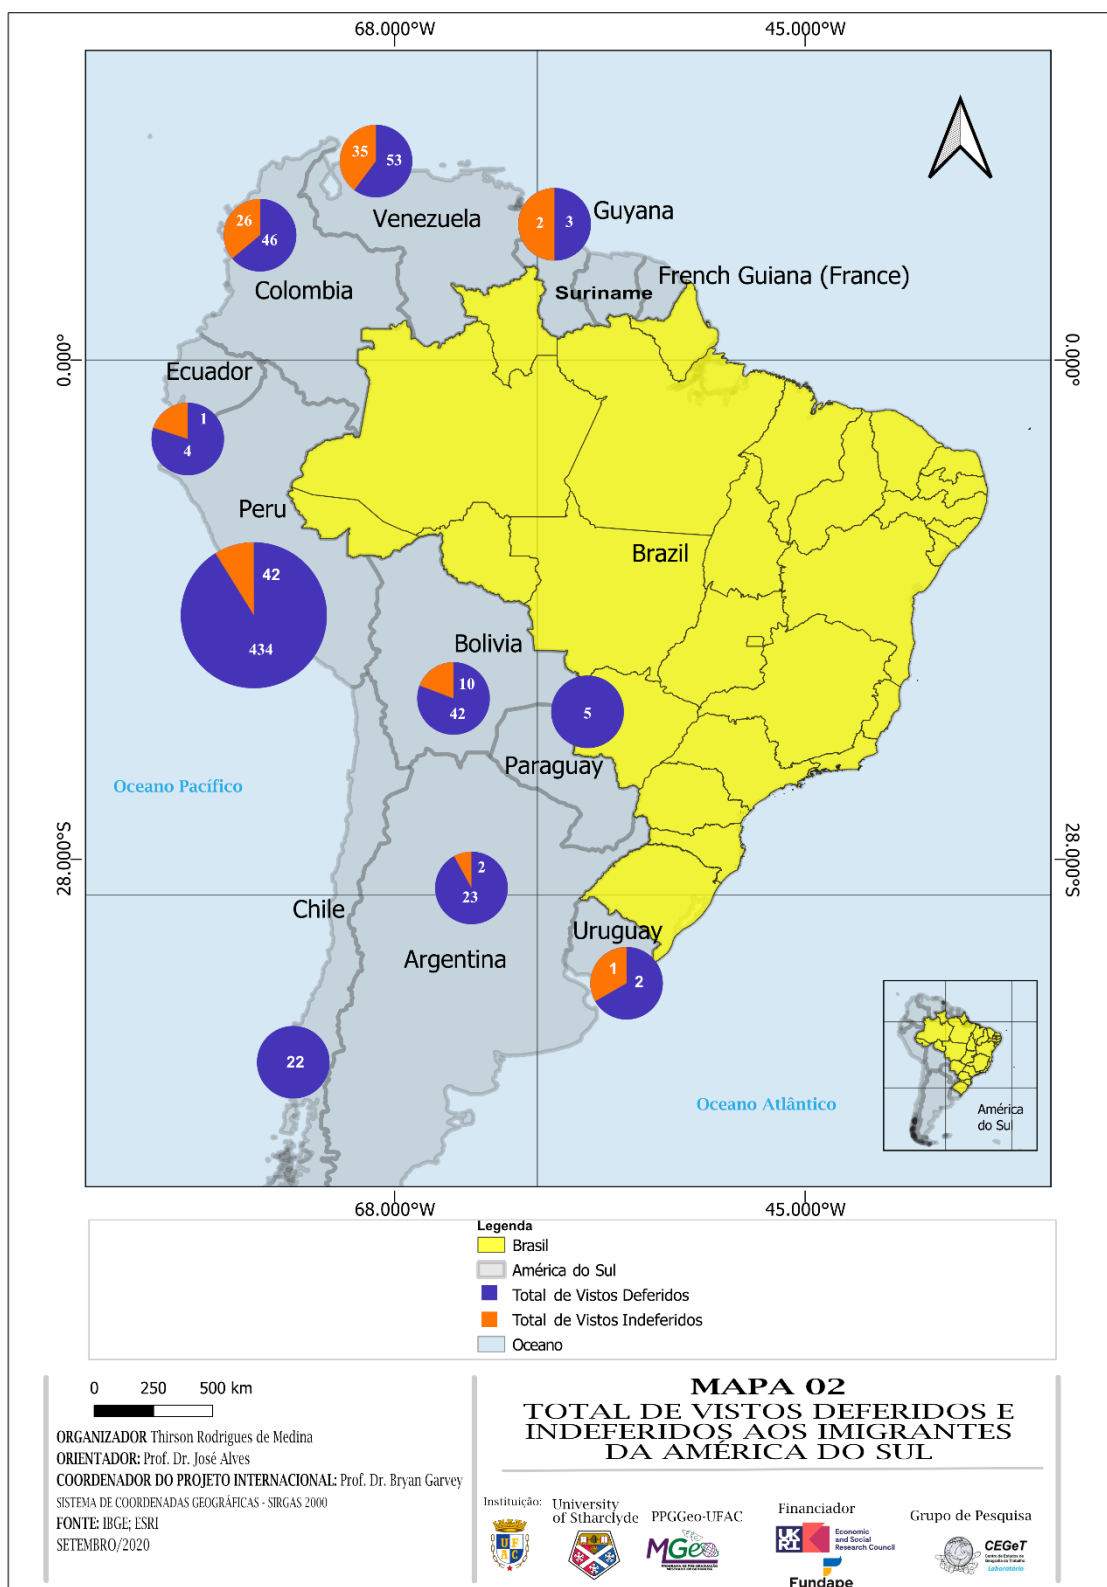 68.000°W 45.000°W
35 53
Venezuela
2 3
Guyana
26 46
Colombia
French Guiana (France)
Suriname
0.000° 0.000°
Ecuador
1
4
Peru
Brazil
42
434
Bolivia
10
42
5
Paraguay
Oceano Pacífico
28.000°S 28.000°S
2
23
Chile
Uruguay
Argentina
1 2
22
Oceano Atlântico
América
do Sul
68.000°W 45.000°W
Legenda
Brasil
América do Sul
Total de Vistos Deferidos
Total de Vistos Indeferidos
Oceano
0 250 500 km
ORGANIZADOR Thirson Rodrigues de Medina
ORIENTADOR: Prof. Dr. José Alves
COORDENADOR DO PROJETO INTERNACIONAL: Prof. Dr. Bryan Garvey
SISTEMA DE COORDENADAS GEOGRÁFICAS - SIRGAS 2000
FONTE: IBGE; ESRI
SETEMBRO/2020
MAPA 02
TOTAL DE VISTOS DEFERIDOS E
INDEFERIDOS AOS IMIGRANTES
DA AMÉRICA DO SUL
Instituição:
UFAC
University
of Stharclyde
PPGGeo-UFAC
MGeo
Financiador
UKRI
Economic
and Social
Research Council
Fundape
Grupo de Pesquisa
CEGeT
Laboratório